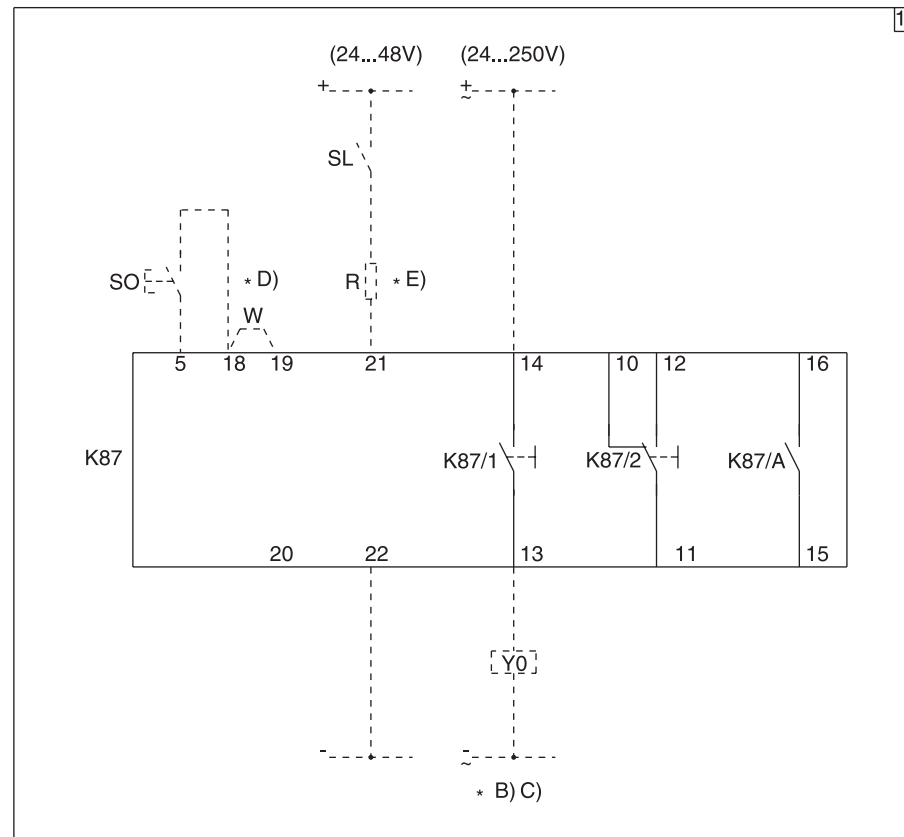 1
(24...48V) (24...250V)
+ +
~
SL
SO * D) R * E)
W
5 18 19 21 14 10 12 16
K87 K87/1 K87/2 K87/A
20 22 13 11 15
Y0
- -
~
* B) C)